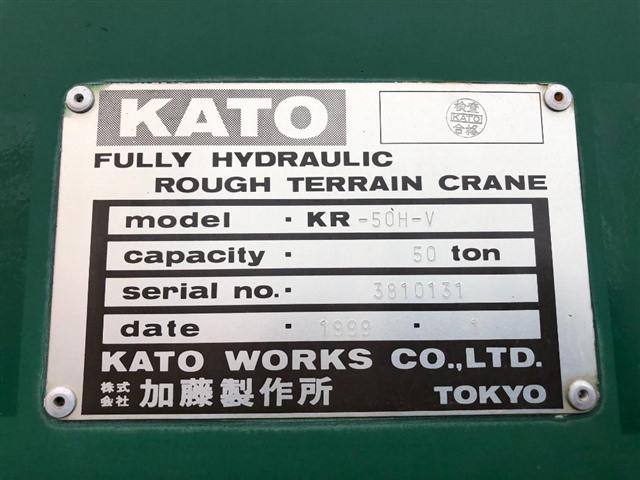 KATO
検査
KATO
合格
FULLY HYDRAULIC
ROUGH TERRAIN CRANE
model · KR-50H-V
capacity · 50 ton
serial no. · 3810131
date · 1999 · 1
KATO WORKS CO.,LTD.
株式会社 加藤製作所 TOKYO